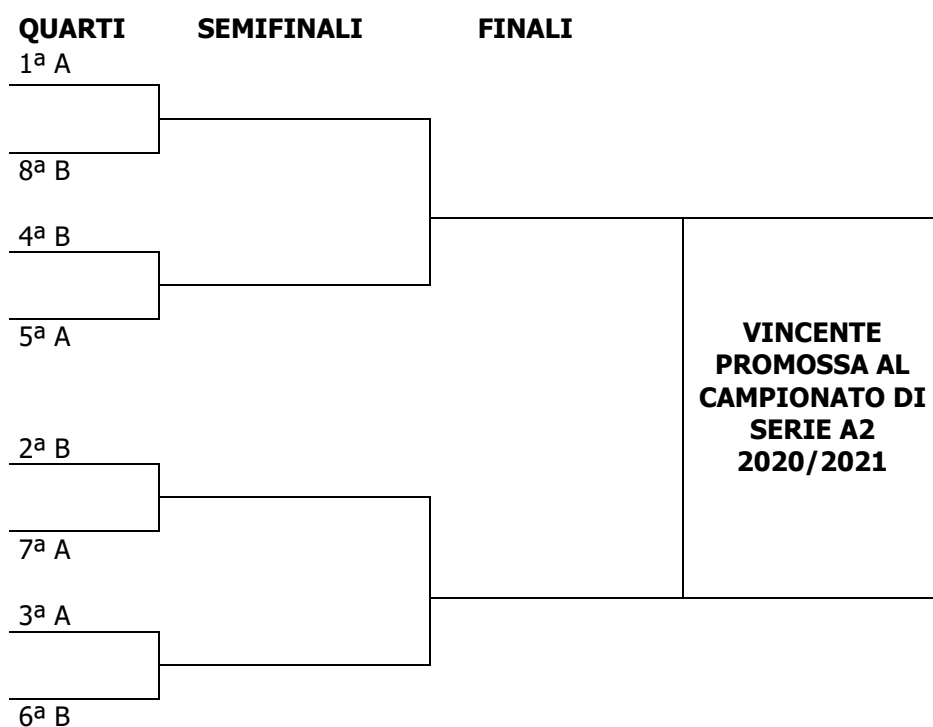 QUARTI SEMIFINALI FINALI
1ª A
8ª B
4ª B
5ª A
2ª B
7ª A
3ª A
6ª B
VINCENTE
PROMOSSA AL
CAMPIONATO DI
SERIE A2
2020/2021